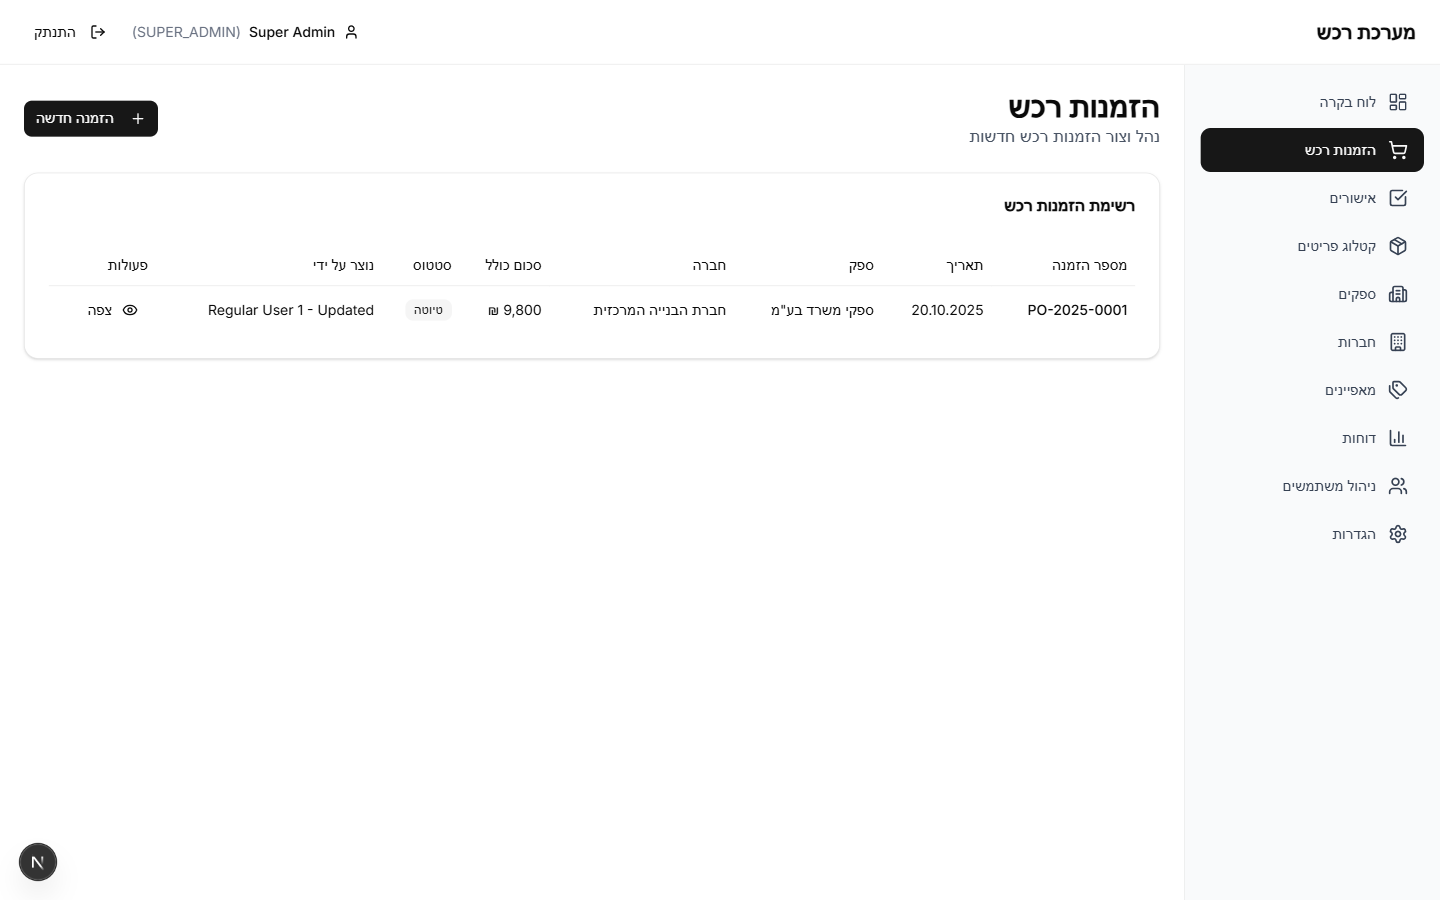 מערכת רכש
Super Admin (SUPER_ADMIN)
התנתק
לוח בקרה
הזמנות רכש
אישורים
קטלוג פריטים
ספקים
חברות
מאפיינים
דוחות
ניהול משתמשים
הגדרות
הזמנות רכש
נהל וצור הזמנות רכש חדשות
הזמנה חדשה
רשימת הזמנות רכש
מספר הזמנה תאריך ספק חברה סכום כולל סטטוס נוצר על ידי פעולות
PO-2025-0001 20.10.2025 ספקי משרד בע"מ חברת הבנייה המרכזית 9,800 ₪ טיוטה Regular User 1 - Updated צפה
N